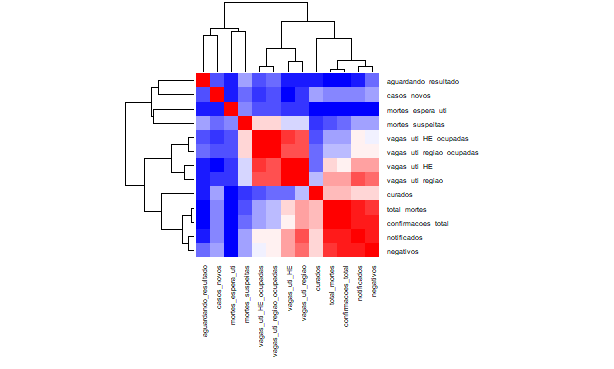 aguardando_resultado
casos_novos
mortes_espera_uti
mortes_suspeitas
vagas_uti_HE_ocupadas
vagas_uti_regiao_ocupadas
vagas_uti_HE
vagas_uti_regiao
curados
total_mortes
confirmacoes_total
notificados
negativos
aguardando_resultado
casos_novos
mortes_espera_uti
mortes_suspeitas
vagas_uti_HE_ocupadas
vagas_uti_regiao_ocupadas
vagas_uti_HE
vagas_uti_regiao
curados
total_mortes
confirmacoes_total
notificados
negativos